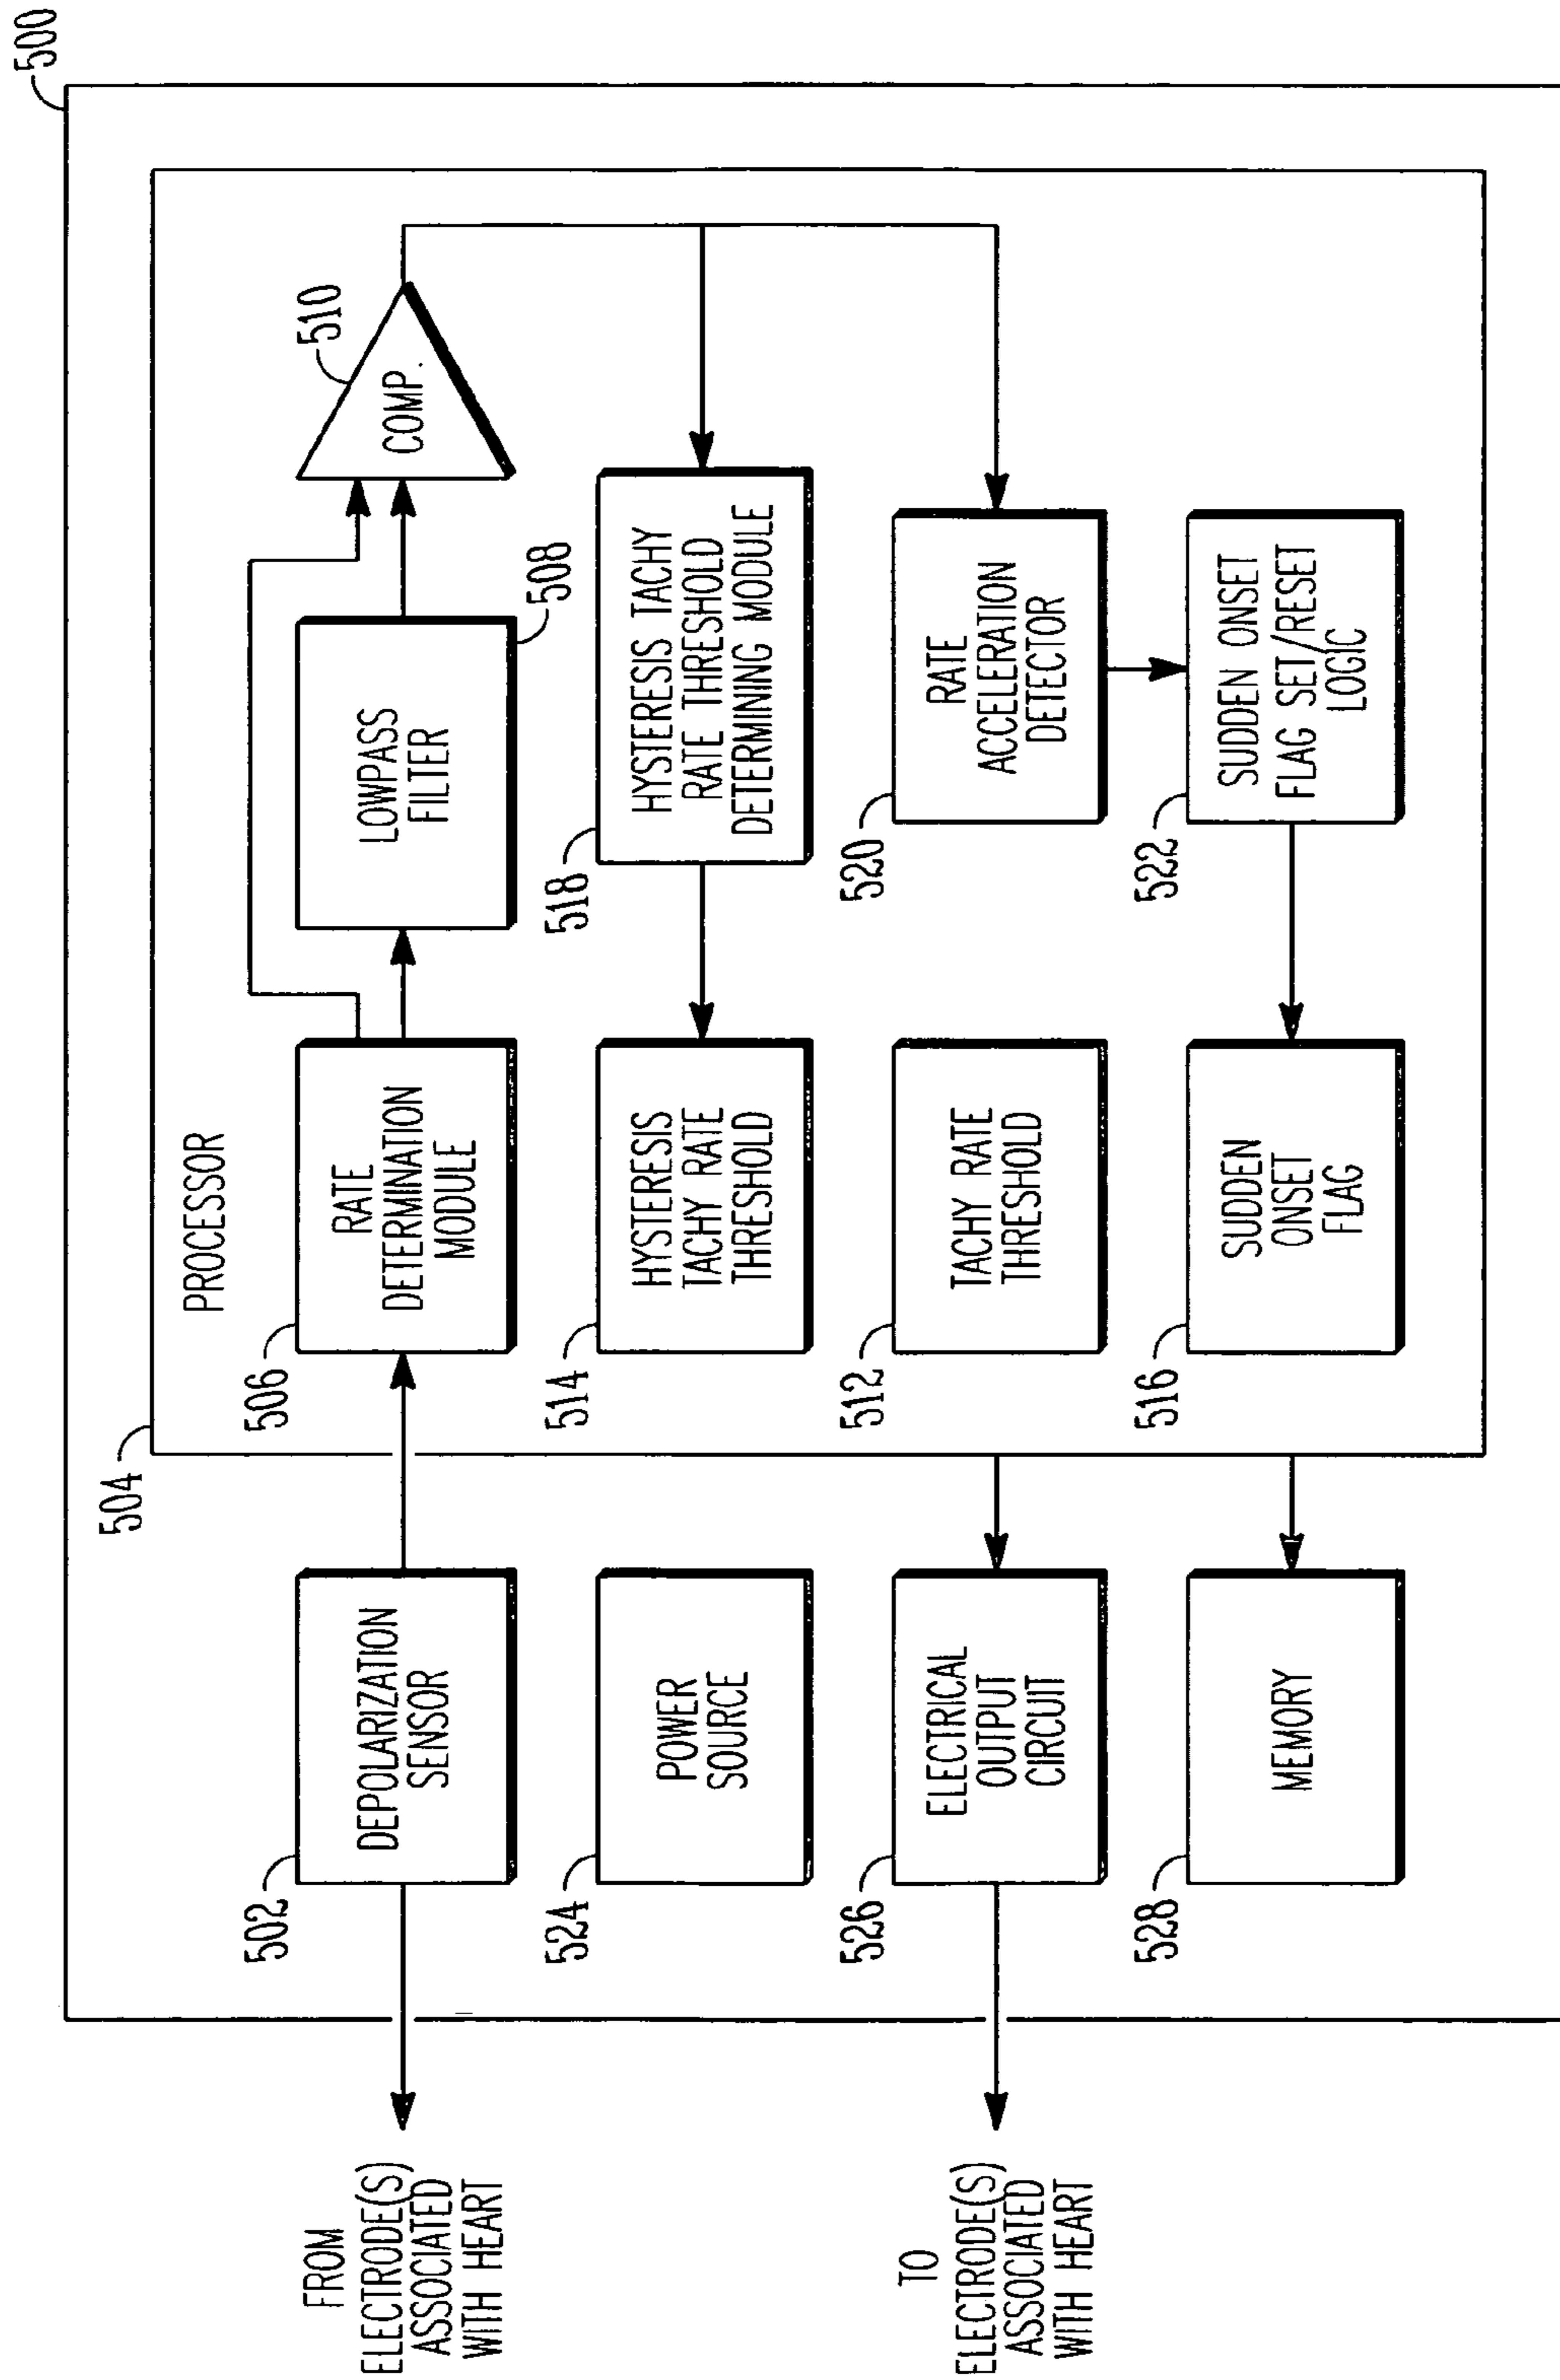 500
504
PROCESSOR
FROM
ELECTRODE(S)
ASSOCIATED
WITH HEART
502
DEPOLARIZATION
SENSOR
506
RATE
DETERMINATION
MODULE
LOWPASS
FILTER
508
COMP.
510
524
POWER
SOURCE
514
HYSTERESIS
TACHY RATE
THRESHOLD
518
HYSTERESIS TACHY
RATE THRESHOLD
DETERMINING MODULE
TO
ELECTRODE(S)
ASSOCIATED
WITH HEART
526
ELECTRICAL
OUTPUT
CIRCUIT
512
TACHY RATE
THRESHOLD
520
RATE
ACCELERATION
DETECTOR
528
MEMORY
516
SUDDEN
ONSET
FLAG
522
SUDDEN ONSET
FLAG SET/RESET
LOGIC